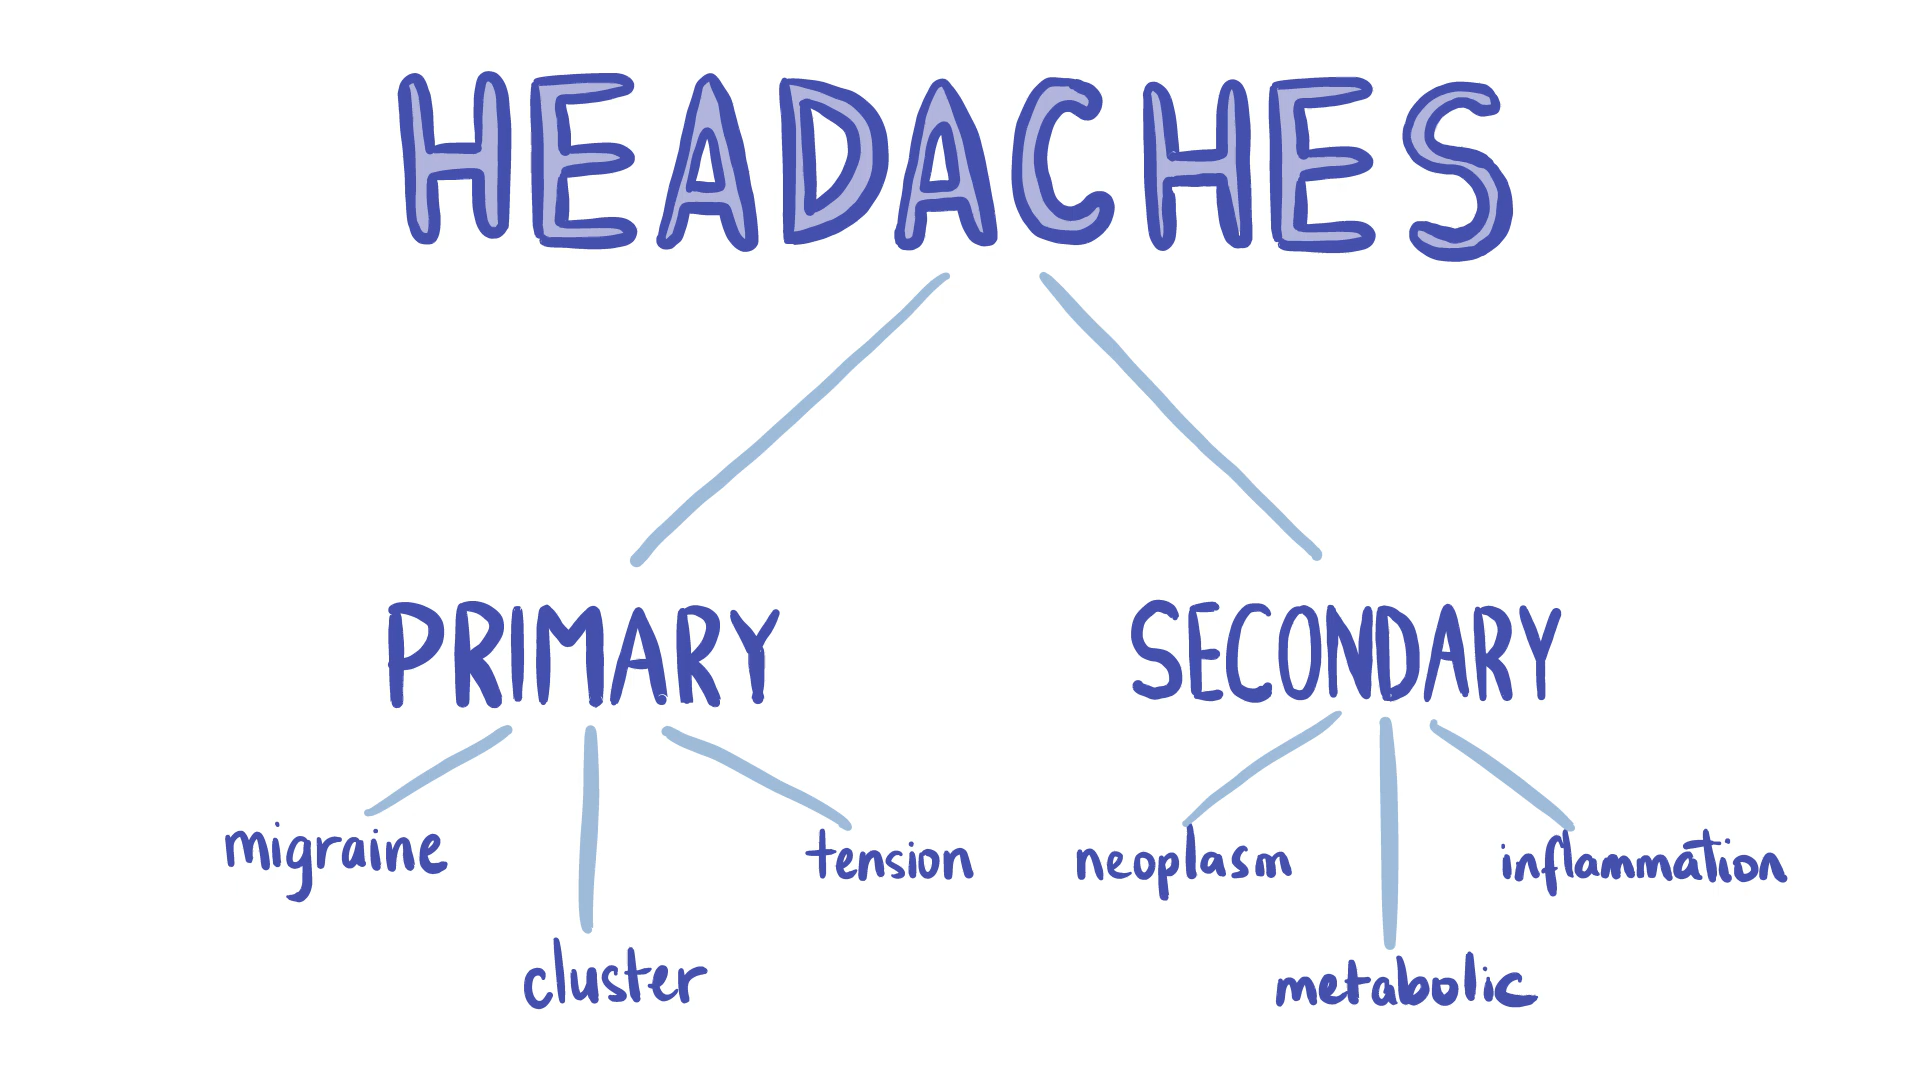 HEADACHES
PRIMARY SECONDARY
migraine tension neoplasm inflammation
cluster metabolic